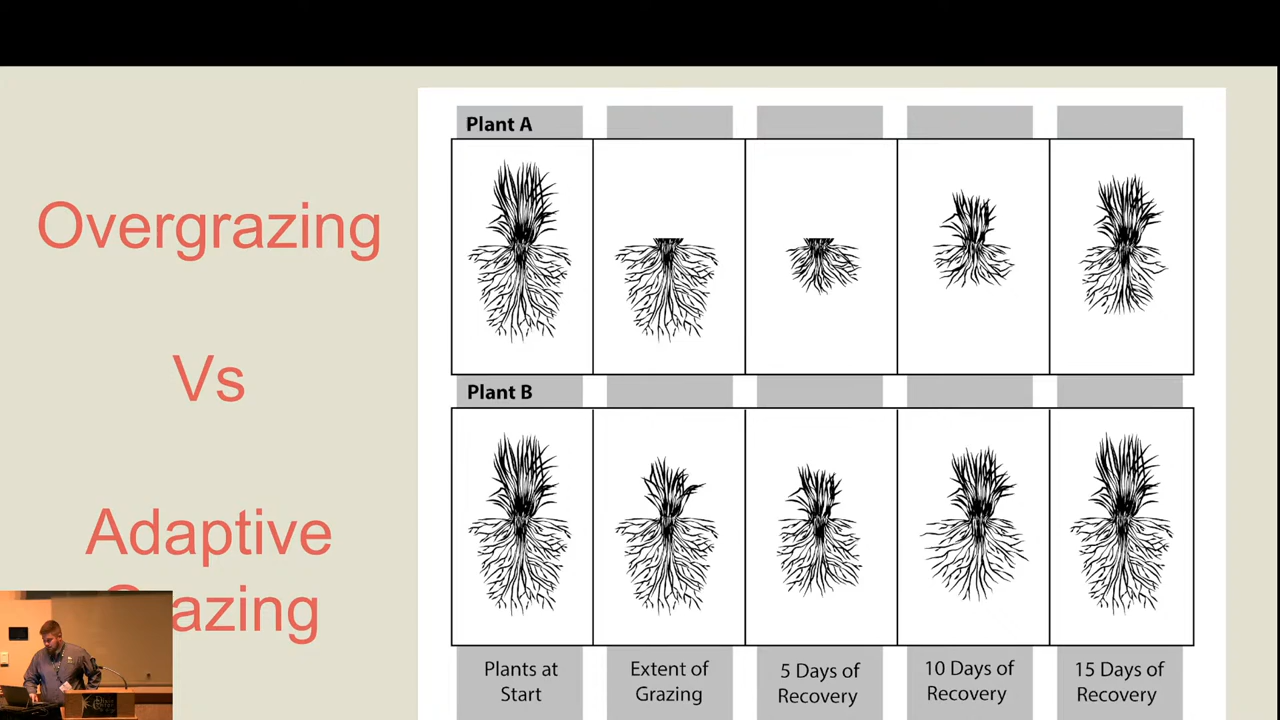 Overgrazing
Vs
Adaptive
Grazing
Plant A
Plant B
Plants at
Start
Extent of
Grazing
5 Days of
Recovery
10 Days of
Recovery
15 Days of
Recovery